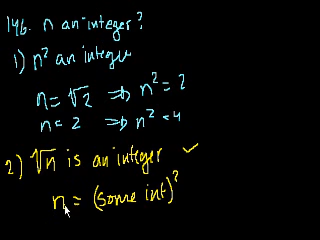 146. n an integer?
1) n² an integer
n = √2 ⇒ n² = 2
n = 2 ⇒ n² = 4
2) √n is an integer ✓
n = (some int)²